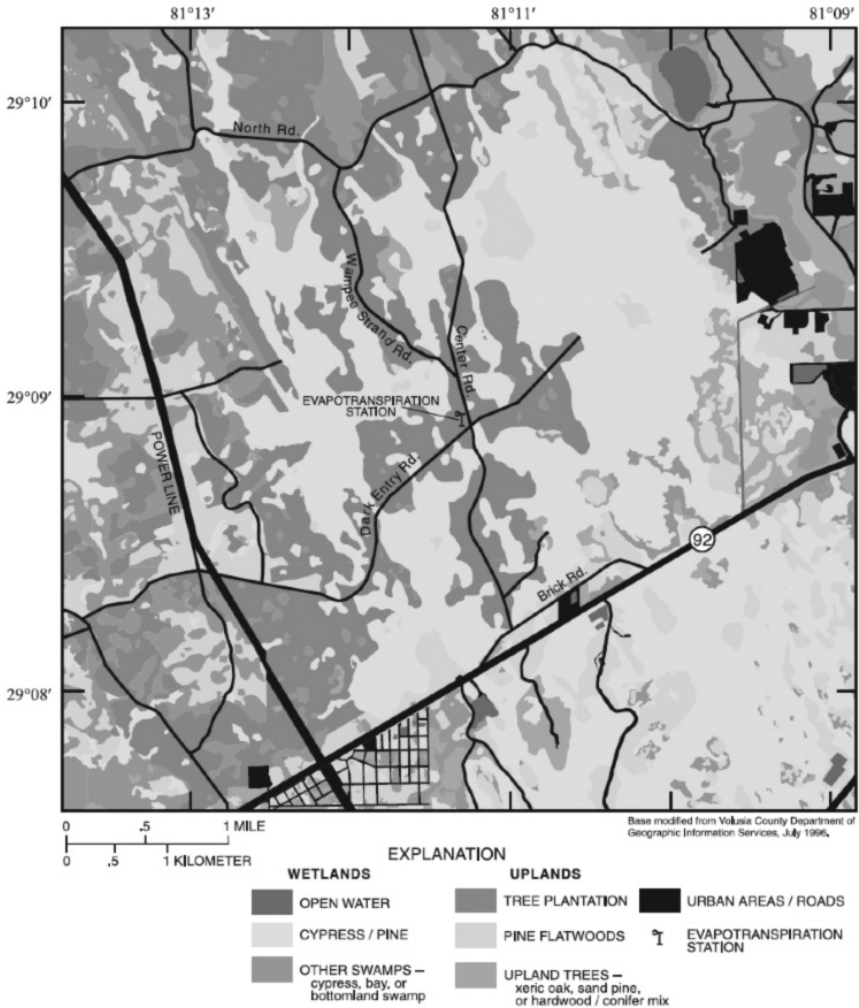 81°13′ 81°11′ 81°09′
29°10′
North Rd.
Wampee Strand Rd.
Center Rd.
29°09′
EVAPOTRANSPIRATION
STATION
POWER LINE
Dark Entry Rd.
92
Brick Rd.
29°08′
0 .5 1 MILE
0 .5 1 KILOMETER
Base modified from Volusia County Department of
Geographic Information Services, July 1996.
EXPLANATION
WETLANDS
OPEN WATER
CYPRESS / PINE
OTHER SWAMPS –
cypress, bay, or
bottomland swamp
UPLANDS
TREE PLANTATION
PINE FLATWOODS
UPLAND TREES –
xeric oak, sand pine,
or hardwood / conifer mix
URBAN AREAS / ROADS
EVAPOTRANSPIRATION
STATION